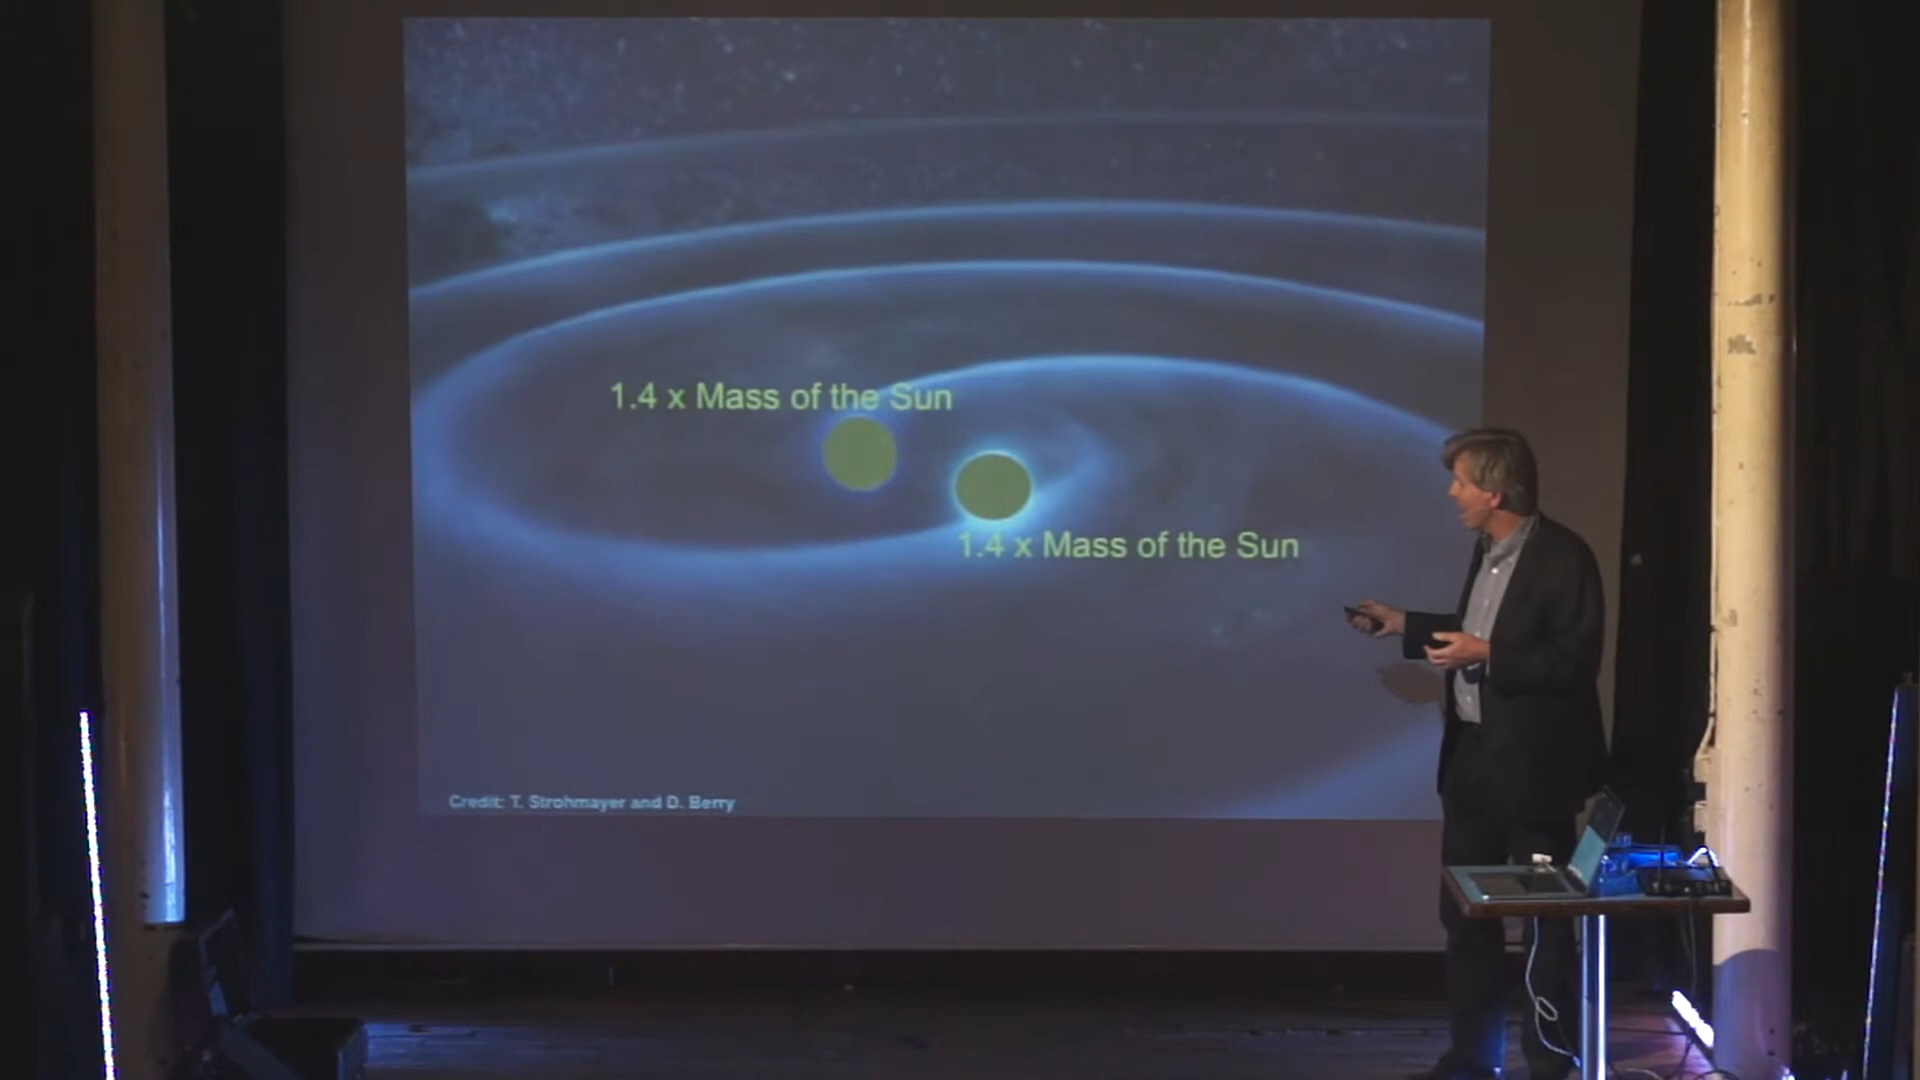 1.4 x Mass of the Sun
1.4 x Mass of the Sun
Credit: T. Strohmayer and D. Berry